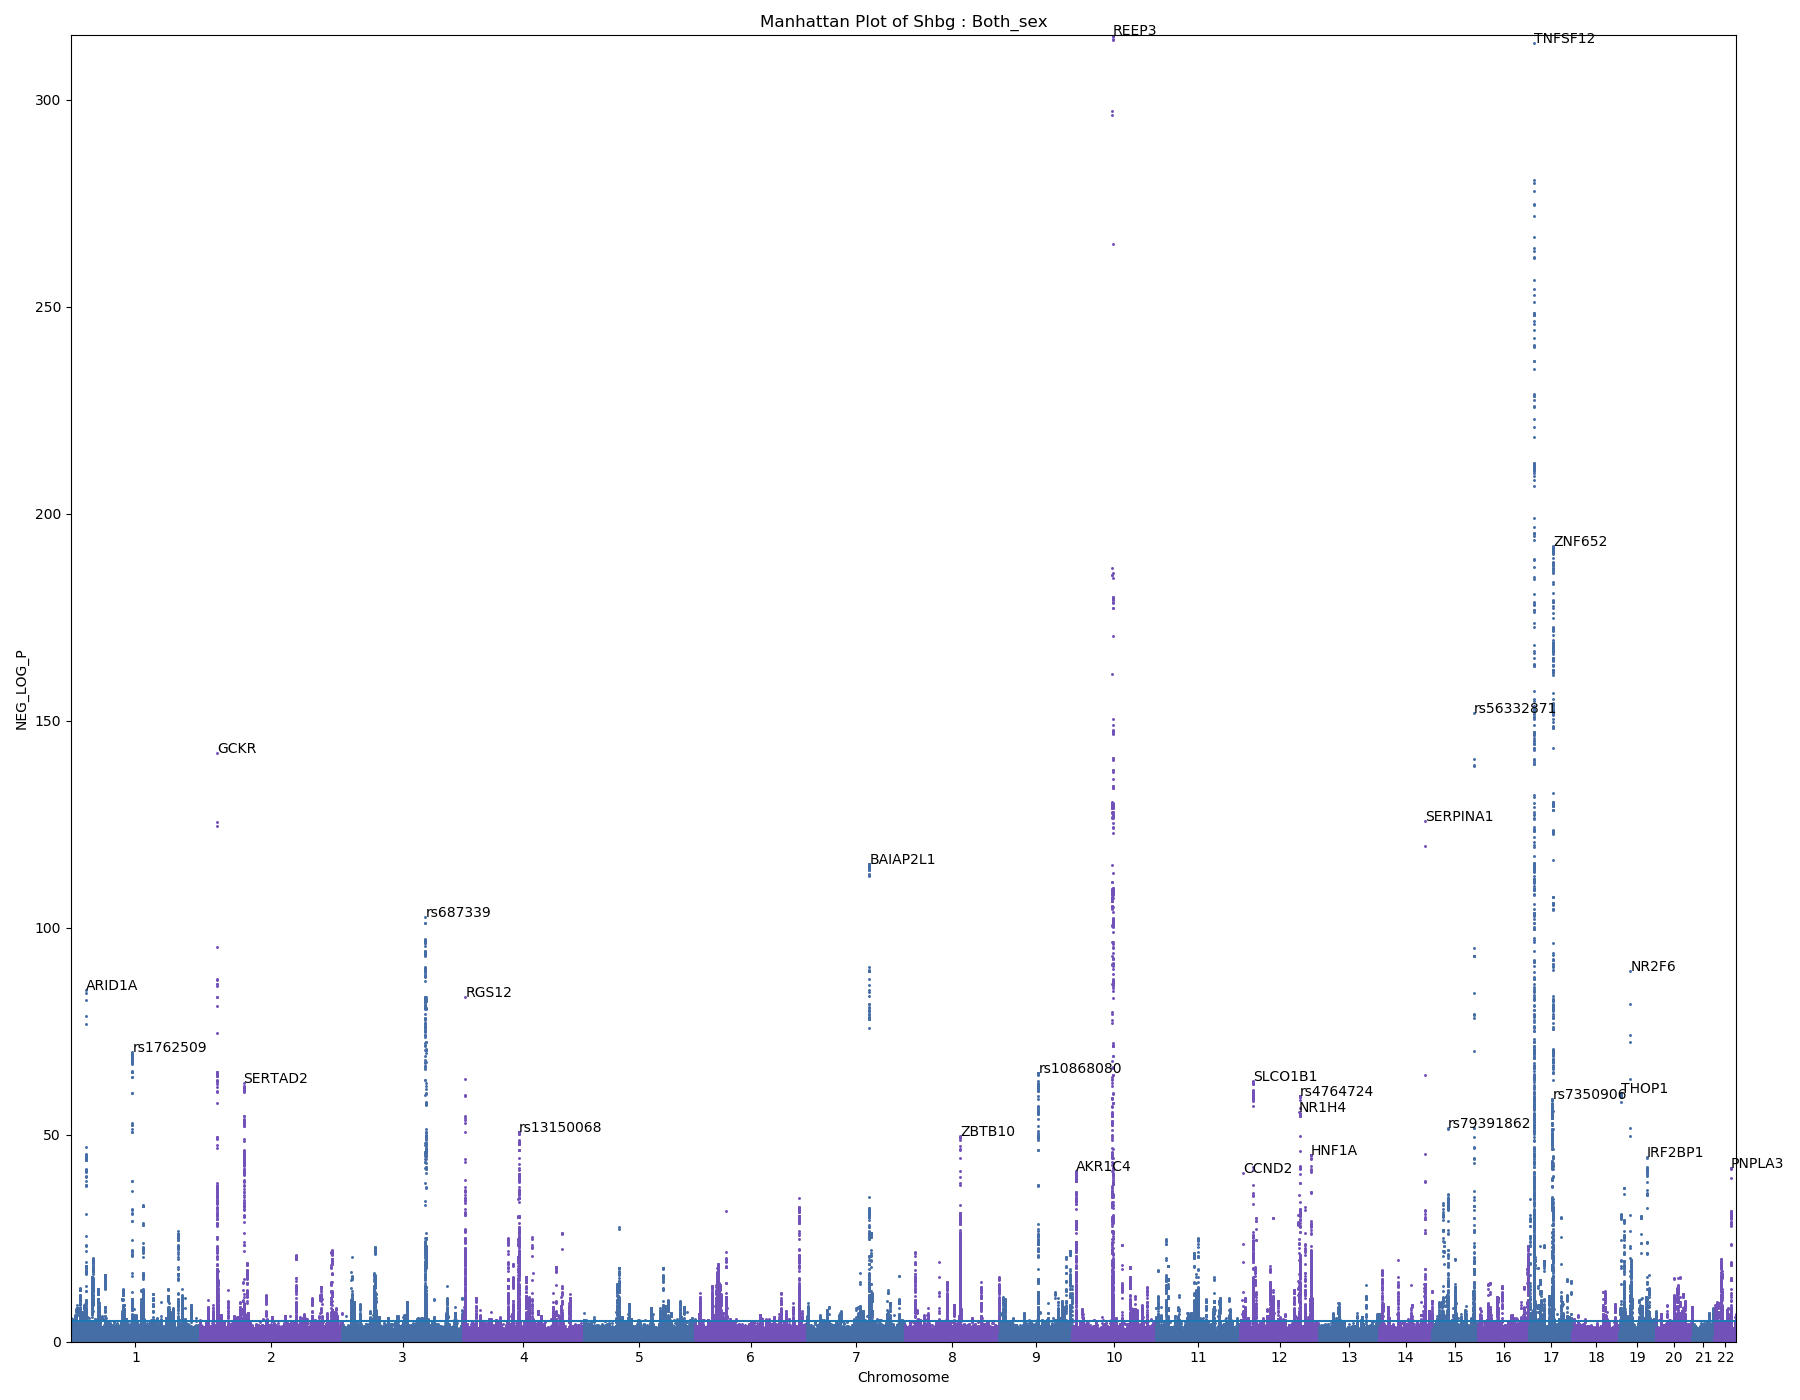 Manhattan Plot of Shbg : Both_sex
REEP3
TNFSF12
300
250
200
ZNF652
NEG_LOG_P
rs56332871
150
GCKR
SERPINA1
BAIAP2L1
100
rs687339
NR2F6
ARID1A
RGS12
rs1762509
SERTAD2
rs10868080
SLCO1B1
THOP1
rs4764724
rs7350906
NR1H4
50
rs13150068
ZBTB10
rs79391862
HNF1A
IRF2BP1
AKR1C4
CCND2
PNPLA3
0
1 2 3 4 5 6 7 8 9 10 11 12 13 14 15 16 17 18 19 20 21 22
Chromosome